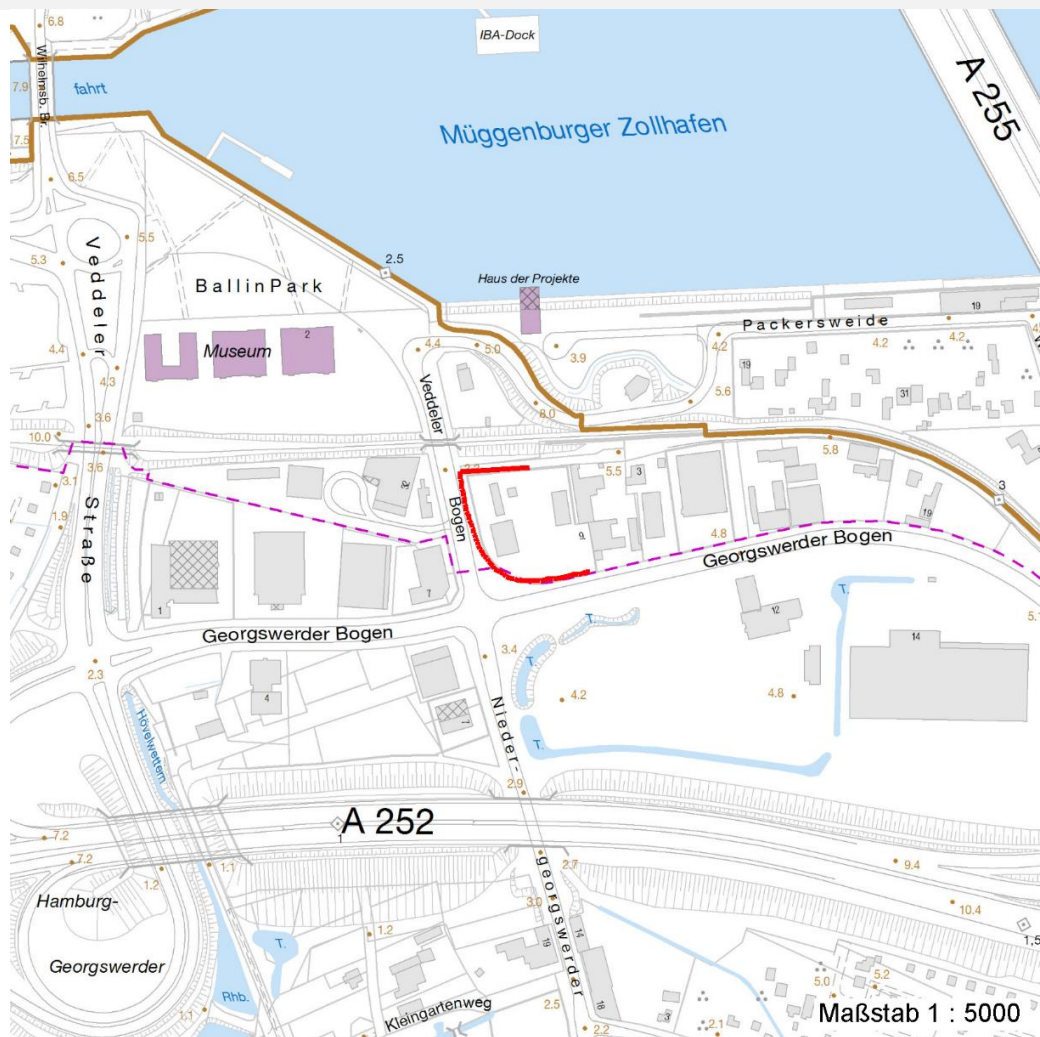 6.8
IBA-Dock
Wilhelmsb. Br.
7.9
fahrt
A 255
Müggenburger Zollhafen
7.5
6.5
5.5
5.3
Veddeler
2.5
BallinPark
Haus der Projekte
19
Packersweide
4.2
4.2
4.2
2
Museum
4.4
4.4
5.0
3.9
4.3
19
5.6
31
Veddeler
3.6
8.0
10.0
3.6
5.8
3.1
5.5
3
3
1.9
Straße
Bogen
9
4.8
19
Georgswerder Bogen
1
7
12
T.
5.1
Georgswerder Bogen
T.
14
3.4
T.
2.3
4
4.2
4.8
7
Nieder-
T.
Hövelwettern
2.9
A 252
1
7.2
7.2
1.1
1.2
2.7
9.4
georgswerder
Hamburg-
3.0
10.4
14
1.2
19
1,5
T.
Georgswerder
5.2
5.0
Rhb.
18
2.5
1.1
Kleingartenweg
3
2.2
2.1
Maßstab 1 : 5000